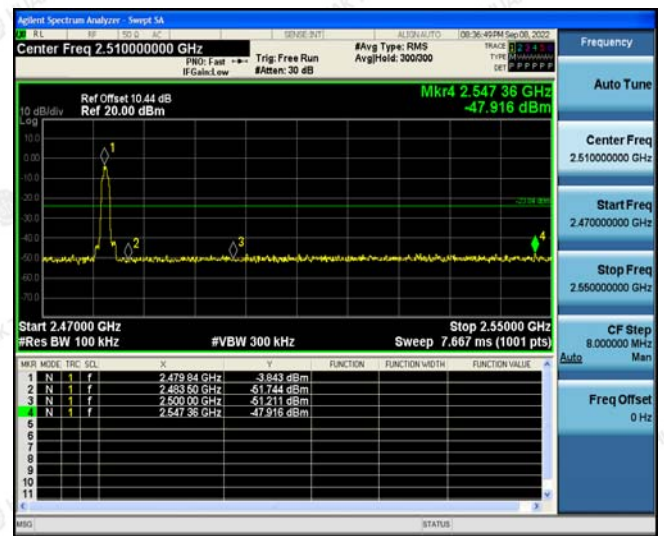 Agilent Spectrum Analyzer - Swept SA
RL RF 50 Ω AC SENSE:INT ALIGN AUTO 08:36:49 PM Sep 08, 2022
Center Freq 2.510000000 GHz
PNO: Fast Trig: Free Run
IFGain:Low #Atten: 30 dB
#Avg Type: RMS
Avg|Hold: 300/300
TRACE 1 2 3 4 5 6
TYPE M
DET P P P P P P
Frequency
Auto Tune
Ref Offset 10.44 dB
10 dB/div Ref 20.00 dBm
Log
Mkr4 2.547 36 GHz
-47.916 dBm
10.0
0.00
-10.0
-20.0
-30.0
-40.0
-50.0
-60.0
-70.0
1
2
3
4
Center Freq
2.510000000 GHz
Start Freq
2.470000000 GHz
Stop Freq
2.550000000 GHz
CF Step
8.000000 MHz
Auto Man
Freq Offset
0 Hz
Start 2.47000 GHz Stop 2.55000 GHz
#Res BW 100 kHz #VBW 300 kHz Sweep 7.667 ms (1001 pts)
MKR MODE TRC SCL X Y FUNCTION FUNCTION WIDTH FUNCTION VALUE
1 N 1 f 2.479 84 GHz -3.843 dBm
2 N 1 f 2.483 50 GHz -51.744 dBm
3 N 1 f 2.500 00 GHz -51.211 dBm
4 N 1 f 2.547 36 GHz -47.916 dBm
5
6
7
8
9
10
11
MSG STATUS